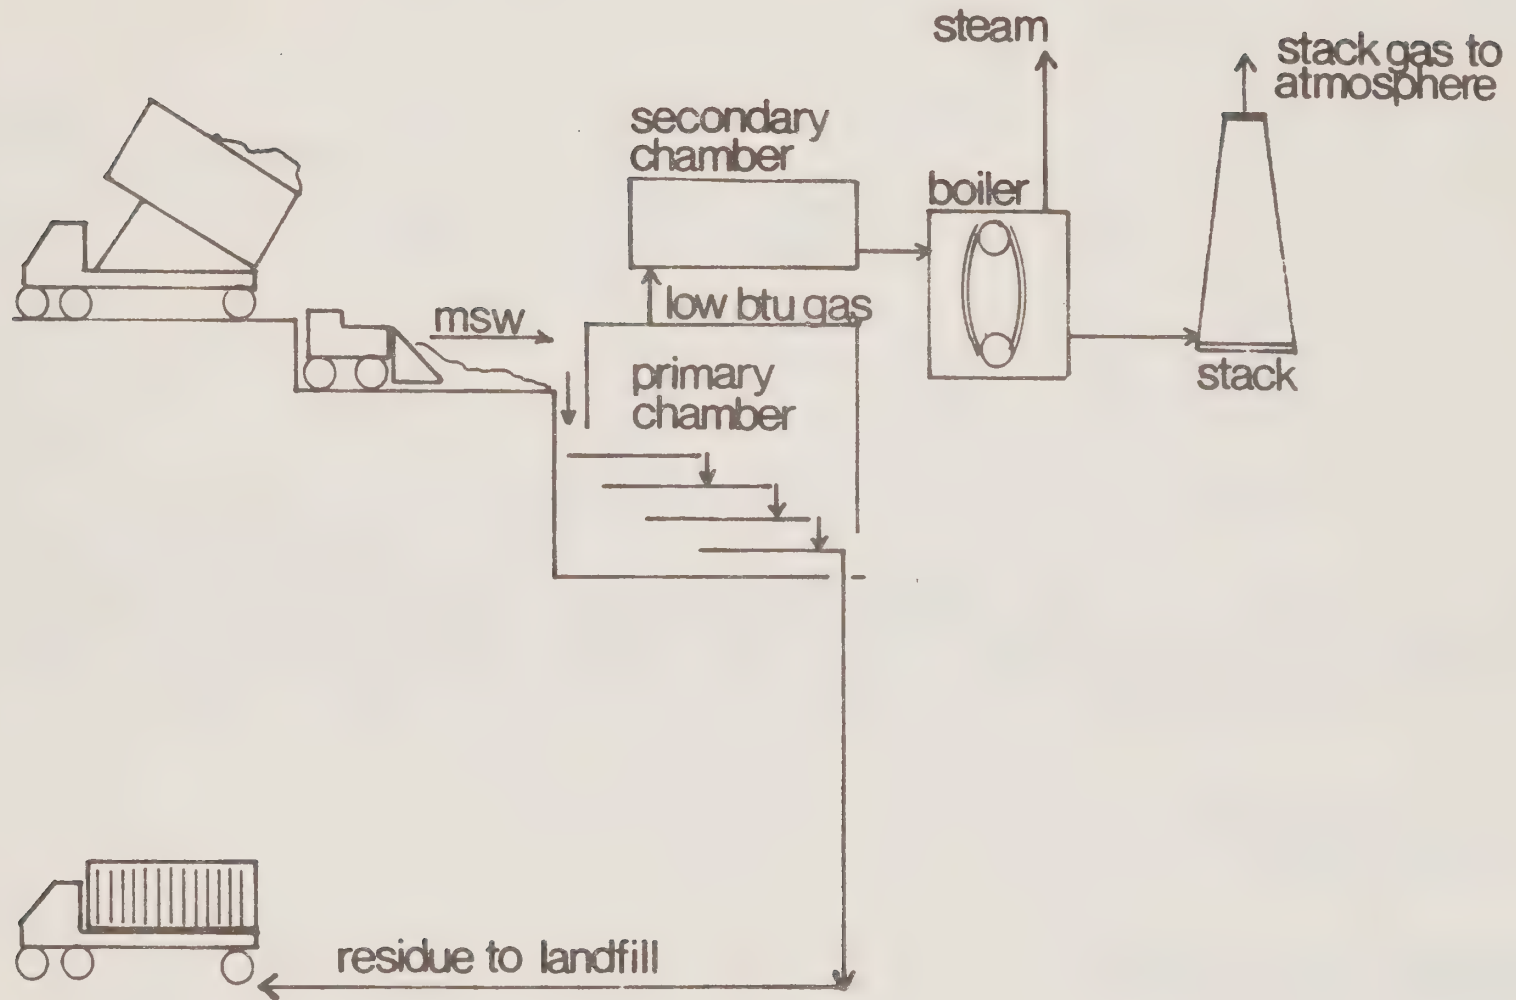 steam
stack gas to
atmosphere
secondary
chamber
boiler
low btu gas
msw
primary
chamber
stack
residue to landfill